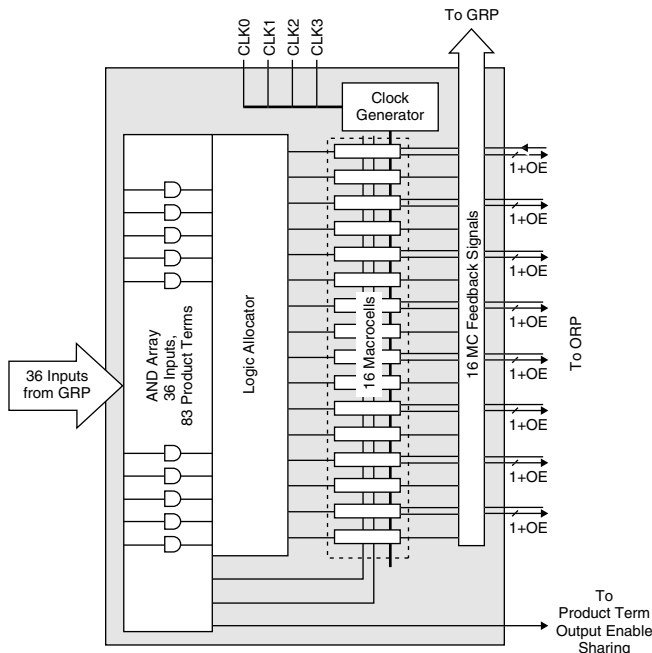 To GRP
CLK0
CLK1
CLK2
CLK3
Clock
Generator
1+OE
1+OE
1+OE
1+OE
1+OE
1+OE
1+OE
1+OE
36 Inputs
from GRP
AND Array
36 Inputs,
83 Product Terms
Logic Allocator
16 Macrocells
16 MC Feedback Signals
To ORP
To
Product Term
Output Enable
Sharing